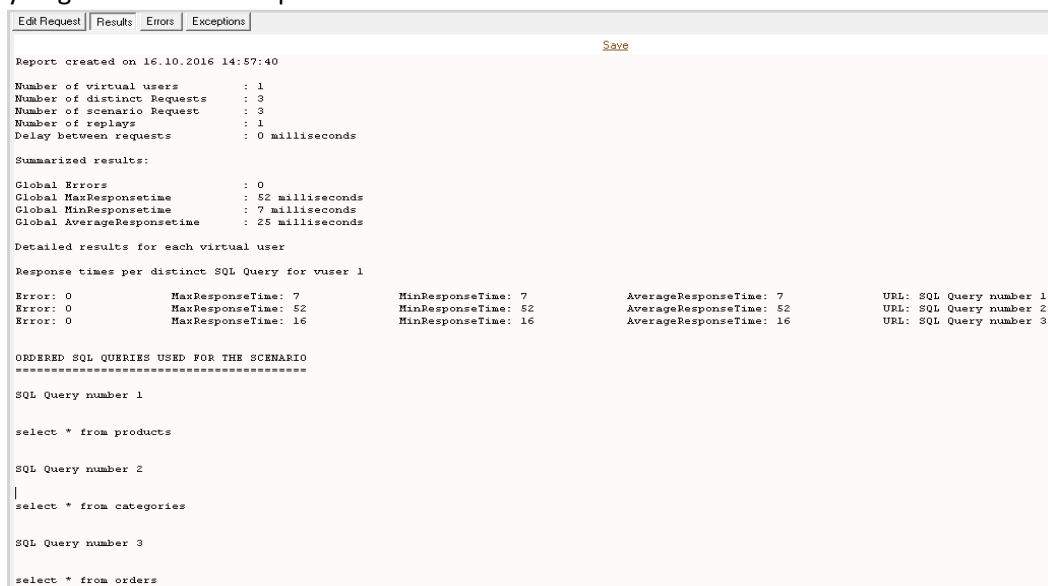 Edit Request Results Errors Exceptions
Save
Report created on 16.10.2016 14:57:40
Number of virtual users : 1
Number of distinct Requests : 3
Number of scenario Request : 3
Number of replays : 1
Delay between requests : 0 milliseconds
Summarized results:
Global Errors : 0
Global MaxResponsetime : 52 milliseconds
Global MinResponsetime : 7 milliseconds
Global AverageResponsetime : 25 milliseconds
Detailed results for each virtual user
Response times per distinct SQL Query for vuser 1
Error: 0 MaxResponseTime: 7 MinResponseTime: 7 AverageResponseTime: 7 URL: SQL Query number 1
Error: 0 MaxResponseTime: 52 MinResponseTime: 52 AverageResponseTime: 52 URL: SQL Query number 2
Error: 0 MaxResponseTime: 16 MinResponseTime: 16 AverageResponseTime: 16 URL: SQL Query number 3
ORDERED SQL QUERIES USED FOR THE SCENARIO
=========================================
SQL Query number 1
select * from products
SQL Query number 2
select * from categories
SQL Query number 3
select * from orders